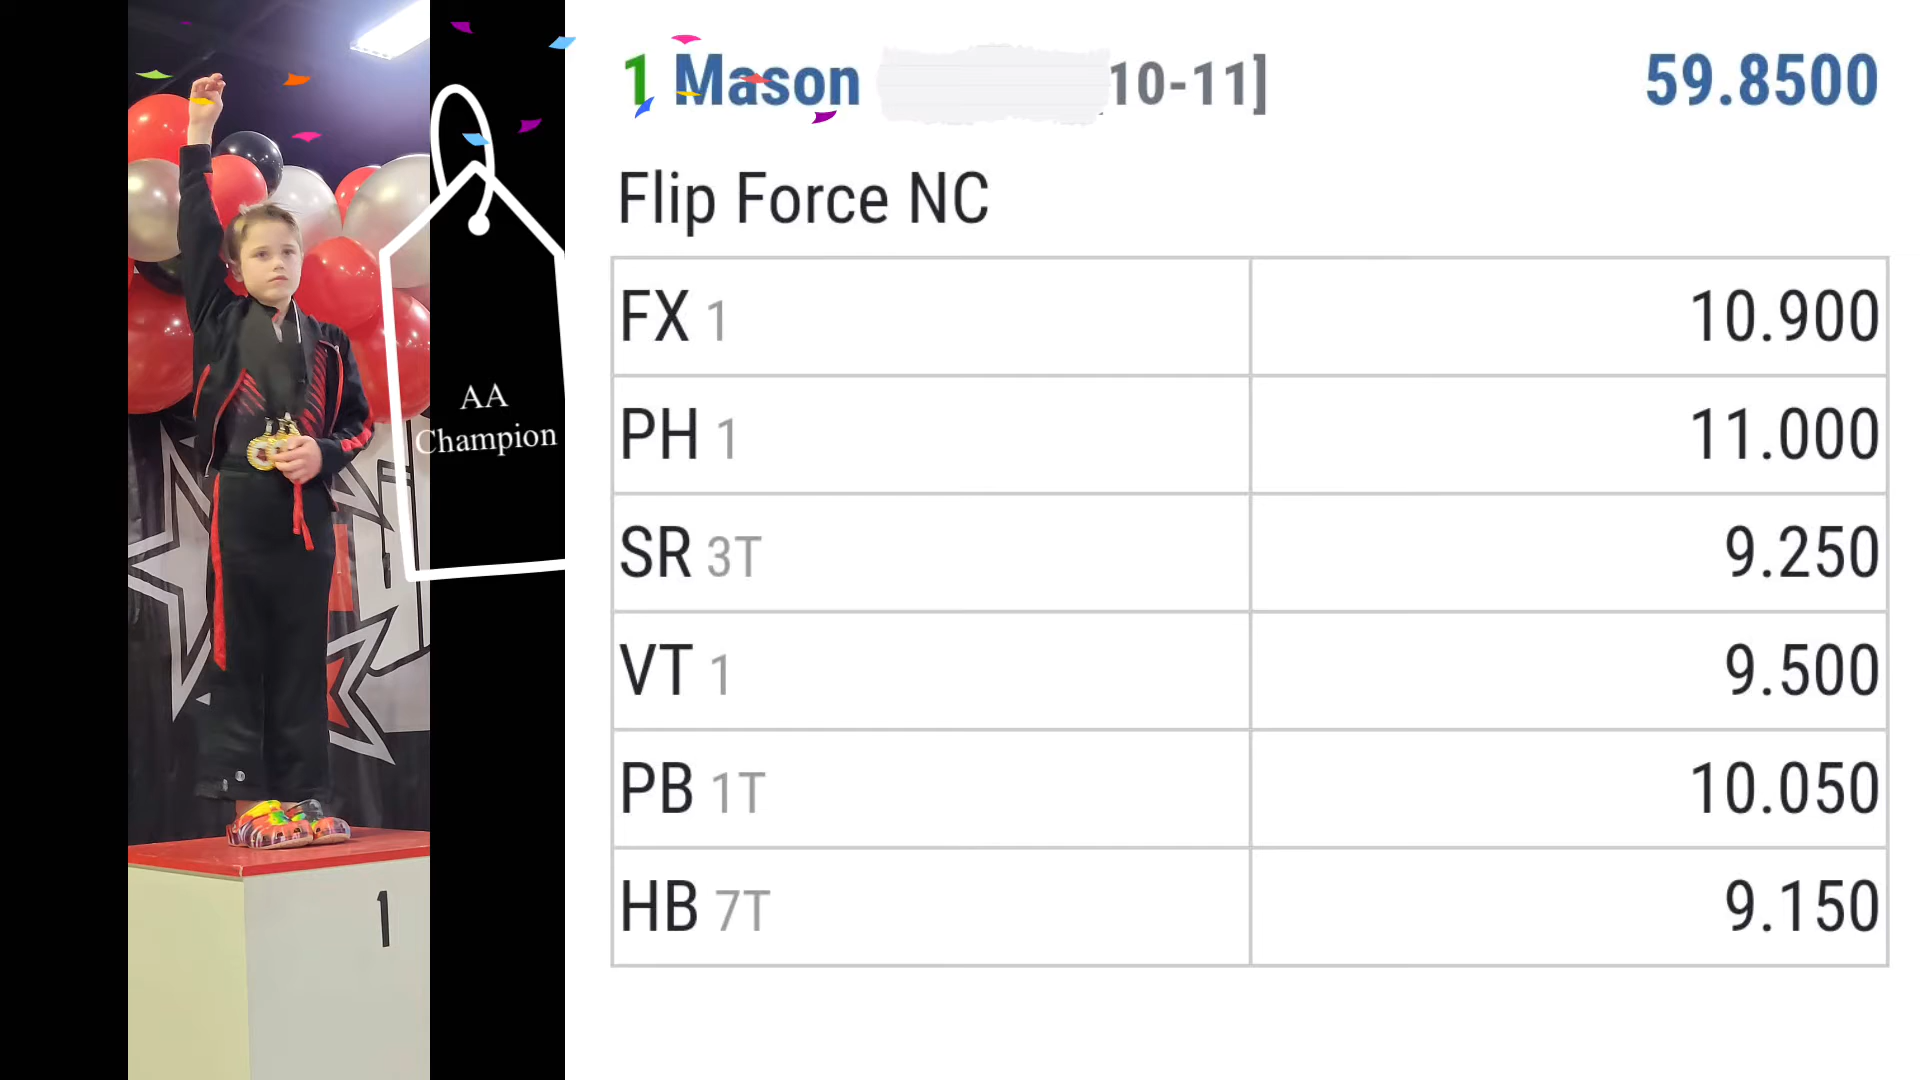 1 Mason 10-11] 59.8500
Flip Force NC
FX 1 10.900
PH 1 11.000
SR 3T 9.250
VT 1 9.500
PB 1T 10.050
HB 7T 9.150
AA
Champion
1